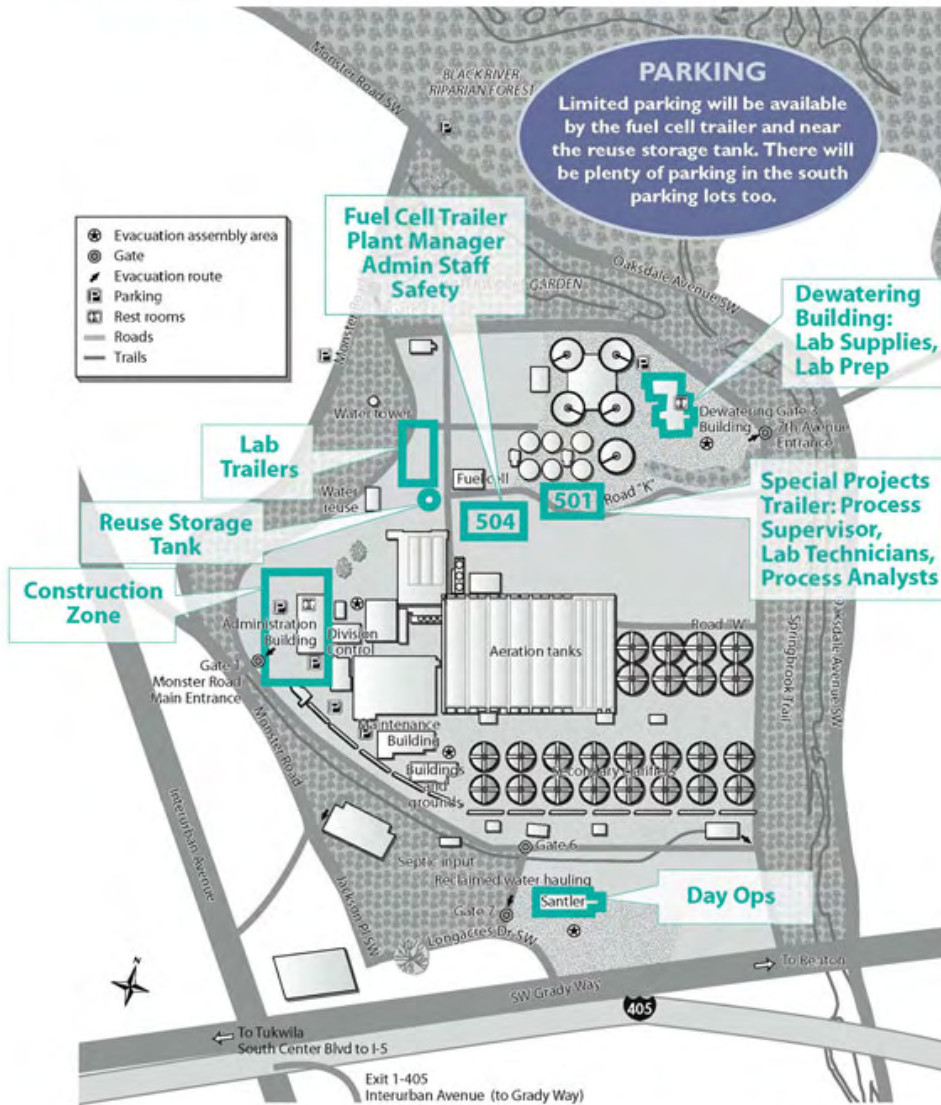 Monster Road SW
BLACK RIVER
RIPARIAN FOREST
P
PARKING
Limited parking will be available
by the fuel cell trailer and near
the reuse storage tank. There will
be plenty of parking in the south
parking lots too.
Evacuation assembly area
Gate
Evacuation route
P Parking
Rest rooms
Roads
Trails
Fuel Cell Trailer
Plant Manager
Admin Staff
Safety
GARDEN
Oaksdale Avenue SW
Dewatering
Building:
Lab Supplies,
Lab Prep
Monster Road
P
P
Water tower
Dewatering
Building
Gate 3
7th Avenue
Entrance
Lab
Trailers
Fuel cell
Water
reuse
Reuse Storage
Tank
504
501
Road "K"
Special Projects
Trailer: Process
Supervisor,
Lab Technicians,
Process Analysts
Construction
Zone
P
Administration
Building
Division
Control
P
Gate 1
Monster Road
Main Entrance
Aeration tanks
Road "W"
Springbrook Trail
Oaksdale Avenue SW
P
P
Maintenance
Building
Monster Road
Buildings
and
grounds
Secondary clarifiers
Interurban Avenue
Septic input
Gate 6
Reclaimed water hauling
Santler
Day Ops
Gate 7
Jackson Pl SW
Longacres Dr SW
N
SW Grady Way
To Renton
405
To Tukwila
South Center Blvd to I-5
Exit 1-405
Interurban Avenue (to Grady Way)